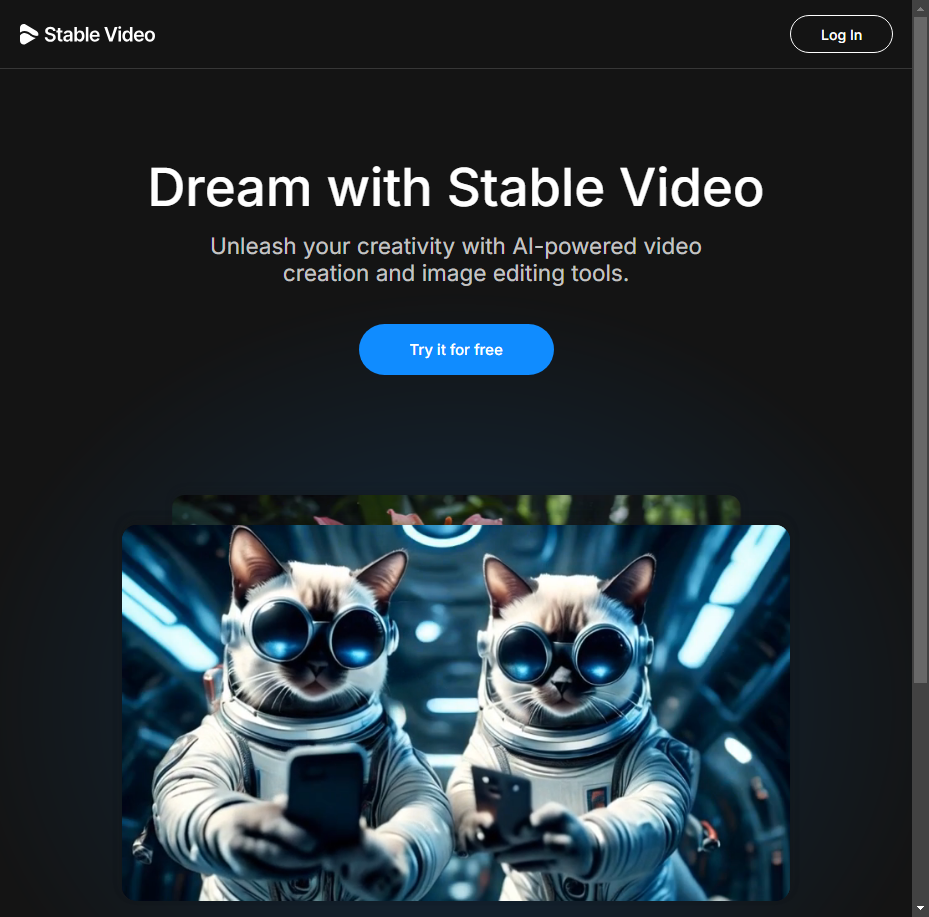 Stable Video
Log In
Dream with Stable Video
Unleash your creativity with AI-powered video
creation and image editing tools.
Try it for free